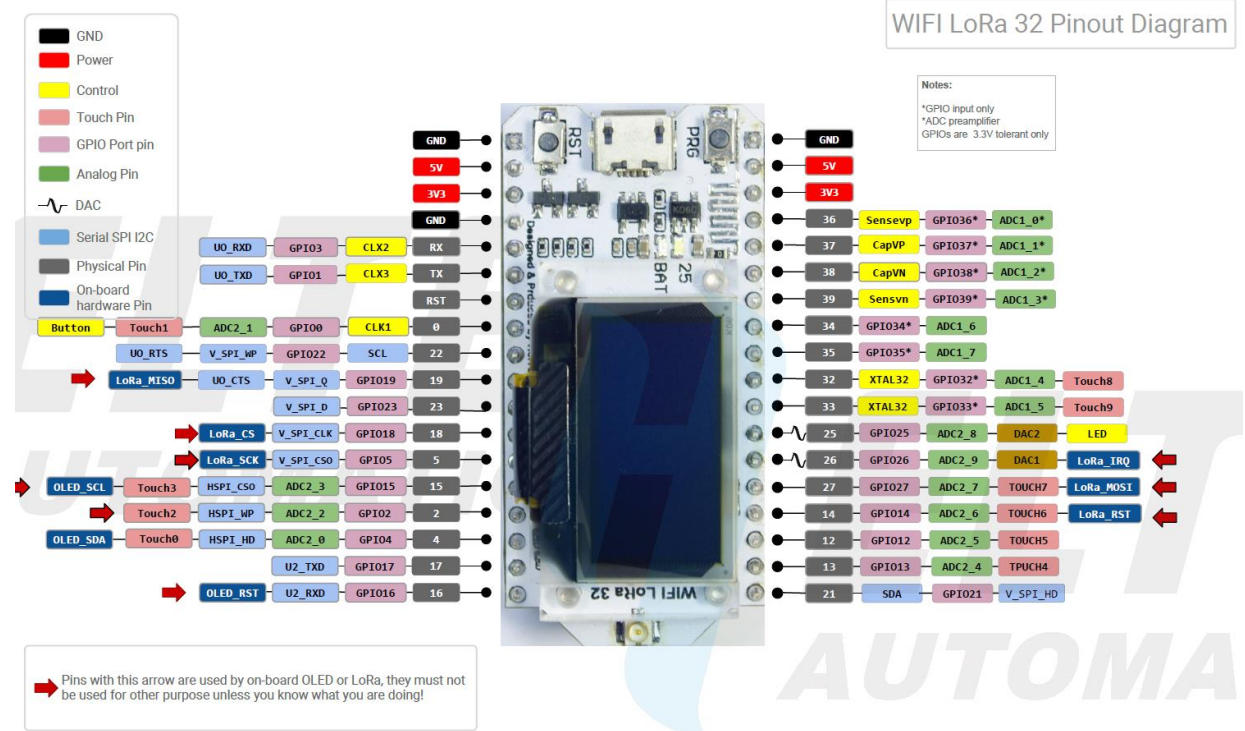 WIFI LoRa 32 Pinout Diagram
GND
Power
Control
Touch Pin
GPIO Port pin
Analog Pin
DAC
Serial SPI I2C
Physical Pin
On-board
hardware Pin
Notes:
*GPIO input only
*ADC preamplifier
GPIOs are 3.3V tolerant only
GND
5V
3V3
GND
UO_RXD GPIO3 CLX2 RX
UO_TXD GPIO1 CLX3 TX
RST
Button Touch1 ADC2_1 GPIO0 CLK1 0
UO_RTS V_SPI_WP GPIO22 SCL 22
LoRa_MISO UO_CTS V_SPI_Q GPIO19 19
V_SPI_D GPIO23 23
LoRa_CS V_SPI_CLK GPIO18 18
LoRa_SCK V_SPI_CSO GPIO5 5
OLED_SCL Touch3 HSPI_CSO ADC2_3 GPIO15 15
Touch2 HSPI_WP ADC2_2 GPIO2 2
OLED_SDA Touch0 HSPI_HD ADC2_0 GPIO4 4
U2_TXD GPIO17 17
OLED_RST U2_RXD GPIO16 16
RST
PRG
BAT
25
Designed & Produced by
WIFI LoRa 32
GND
5V
3V3
36 Sensevp GPIO36* ADC1_0*
37 CapVP GPIO37* ADC1_1*
38 CapVN GPIO38* ADC1_2*
39 Sensvn GPIO39* ADC1_3*
34 GPIO34* ADC1_6
35 GPIO35* ADC1_7
32 XTAL32 GPIO32* ADC1_4 Touch8
33 XTAL32 GPIO33* ADC1_5 Touch9
25 GPIO25 ADC2_8 DAC2 LED
26 GPIO26 ADC2_9 DAC1 LoRa_IRQ
27 GPIO27 ADC2_7 TOUCH7 LoRa_MOSI
14 GPIO14 ADC2_6 TOUCH6 LoRa_RST
12 GPIO12 ADC2_5 TOUCH5
13 GPIO13 ADC2_4 TPUCH4
21 SDA GPIO21 V_SPI_HD
AUTOMA
Pins with this arrow are used by on-board OLED or LoRa, they must not
be used for other purpose unless you know what you are doing!